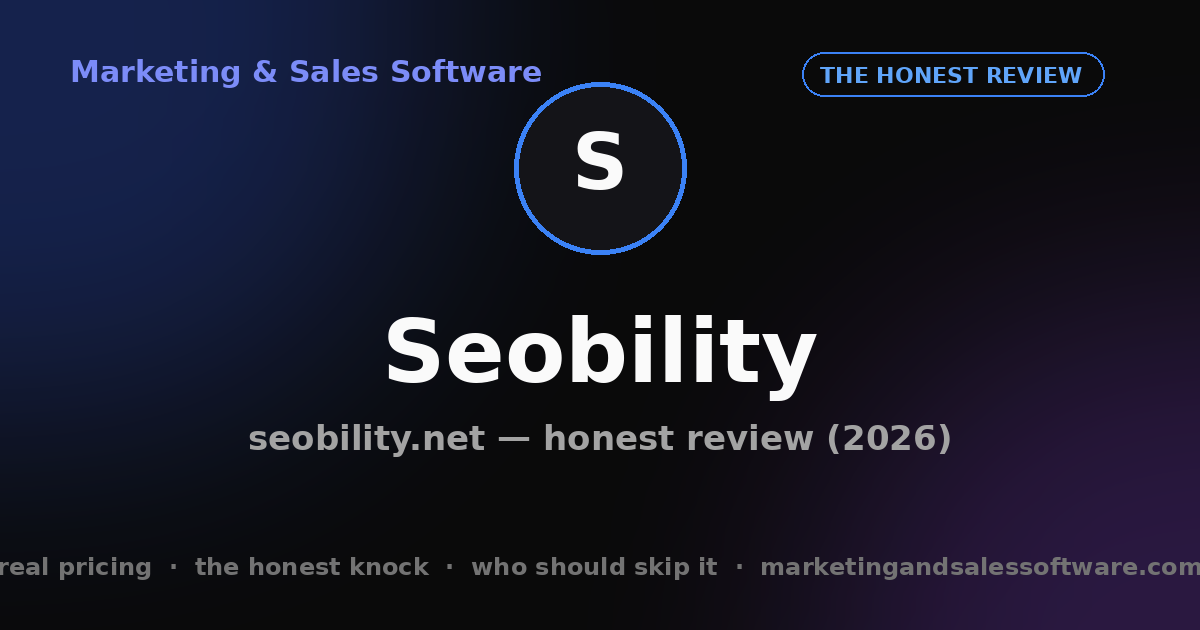 Marketing & Sales Software
THE HONEST REVIEW
S
Seobility
seobility.net — honest review (2026)
real pricing · the honest knock · who should skip it · marketingandsalessoftware.com